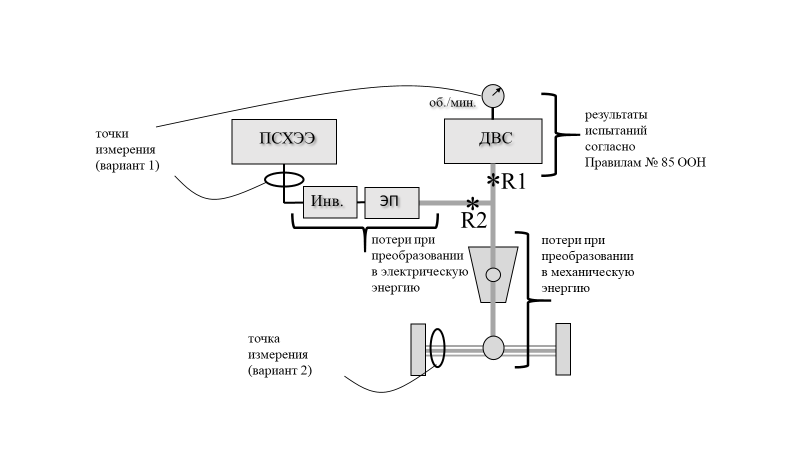 об./мин.
ПСХЭЭ
ДВС
точки
измерения
(вариант 1)
результаты
испытаний
согласно
Правилам № 85 ООН
R1
Инв.
ЭП
R2
потери при
преобразовании
в электрическую
энергию
потери при
преобразовании
в механическую
энергию
точка
измерения
(вариант 2)